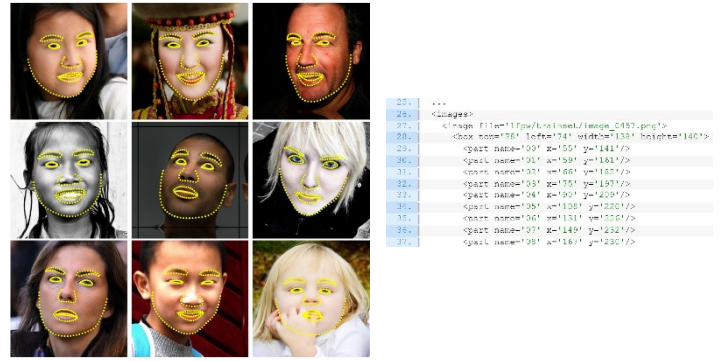 25. ...
26. <images>
27. <image file='lfpw/trainset/image_0457.png'>
28. <box top='78' left='74' width='138' height='140'>
29. <part name='00' x='55' y='141'/>
30. <part name='01' x='59' y='161'/>
31. <part name='02' x='66' y='182'/>
32. <part name='03' x='75' y='197'/>
33. <part name='04' x='90' y='209'/>
34. <part name='05' x='108' y='220'/>
35. <part name='06' x='131' y='226'/>
36. <part name='07' x='149' y='232'/>
37. <part name='08' x='167' y='230'/>